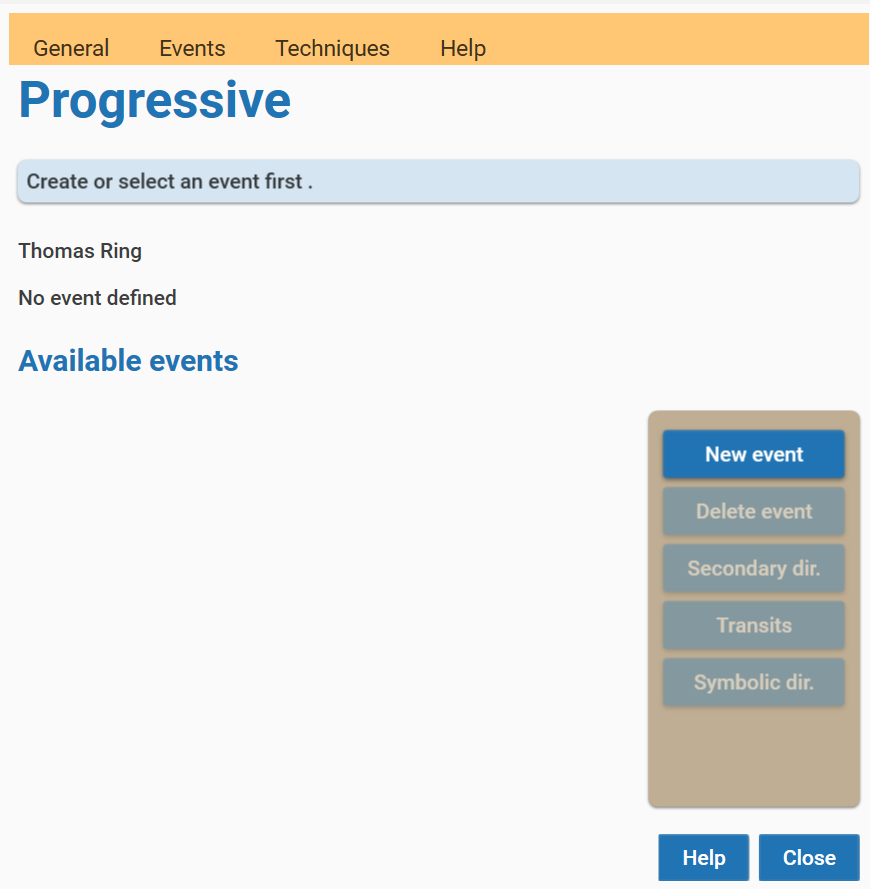 General Events Techniques Help
Progressive
Create or select an event first .
Thomas Ring
No event defined
Available events
New event
Delete event
Secondary dir.
Transits
Symbolic dir.
Help Close